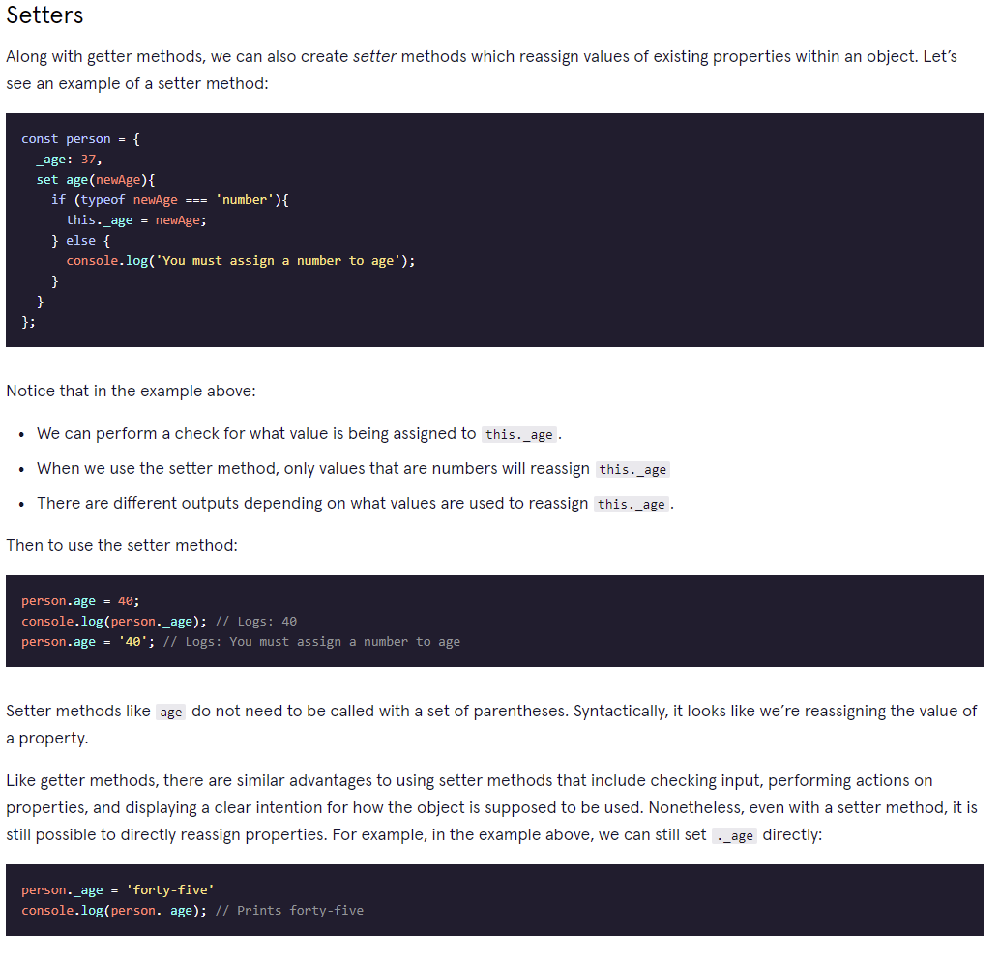 Setters
Along with getter methods, we can also create setter methods which reassign values of existing properties within an object. Let’s
see an example of a setter method:
const person = {
  _age: 37,
  set age(newAge){
    if (typeof newAge === 'number'){
      this._age = newAge;
    } else {
      console.log('You must assign a number to age');
    }
  }
};
Notice that in the example above:
• We can perform a check for what value is being assigned to this._age.
• When we use the setter method, only values that are numbers will reassign this._age
• There are different outputs depending on what values are used to reassign this._age.
Then to use the setter method:
person.age = 40;
console.log(person._age); // Logs: 40
person.age = '40'; // Logs: You must assign a number to age
Setter methods like age do not need to be called with a set of parentheses. Syntactically, it looks like we’re reassigning the value of
a property.
Like getter methods, there are similar advantages to using setter methods that include checking input, performing actions on
properties, and displaying a clear intention for how the object is supposed to be used. Nonetheless, even with a setter method, it is
still possible to directly reassign properties. For example, in the example above, we can still set ._age directly:
person._age = 'forty-five'
console.log(person._age); // Prints forty-five